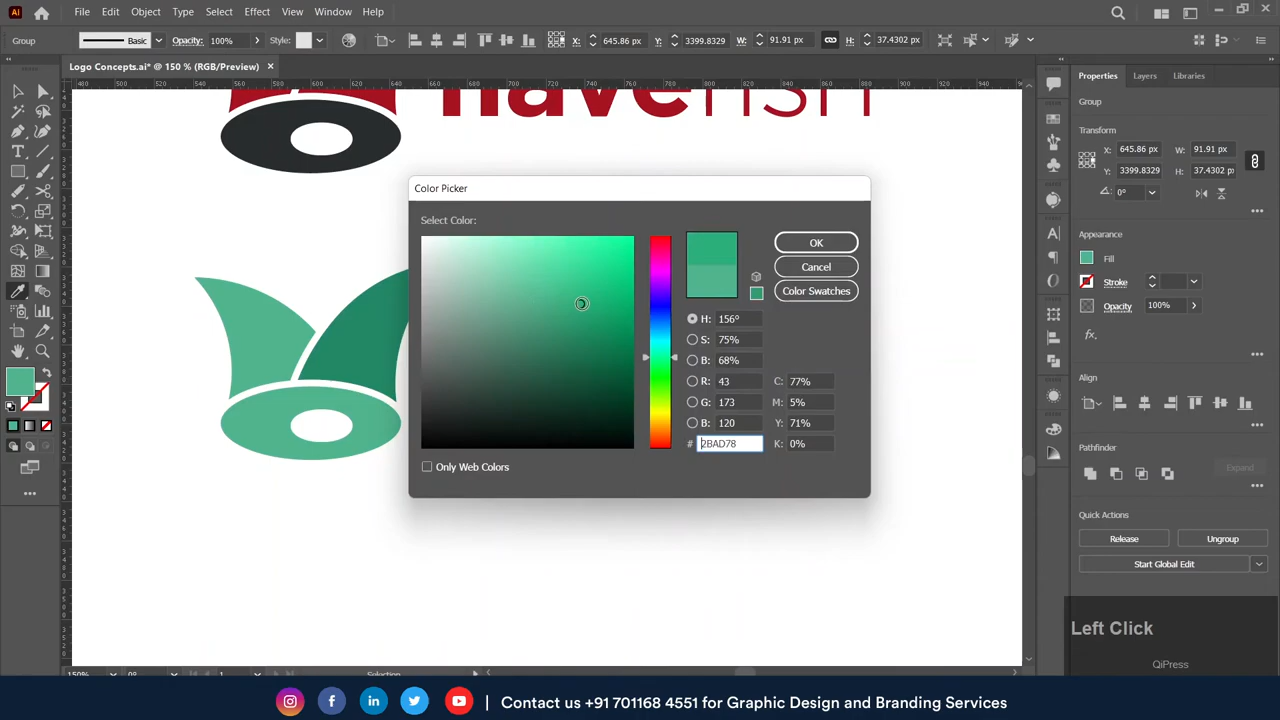 Ai File Edit Object Type Select Effect View Window Help
Group Basic Opacity: 100% Style: X: 645.86 px Y: 3399.8329 W: 91.91 px H: 37.4302 px
Logo Concepts.ai* @ 150 % (RGB/Preview)
Properties Layers Libraries
Group
Transform
X: 645.86 px W: 91.91 px
Y: 3399.8329 H: 37.4302 p
0°
Appearance
Fill
Stroke
Opacity 100%
fx.
Align
Pathfinder
Expand
Quick Actions
Release Ungroup
Start Global Edit
Color Picker
Select Color:
OK
Cancel
Color Swatches
H: 156°
S: 75%
B: 68%
R: 43 C: 77%
G: 173 M: 5%
B: 120 Y: 71%
# 2BAD78 K: 0%
Only Web Colors
Left Click
QiPress
150% 0° 1 Selection
Contact us +91 701168 4551 for Graphic Design and Branding Services